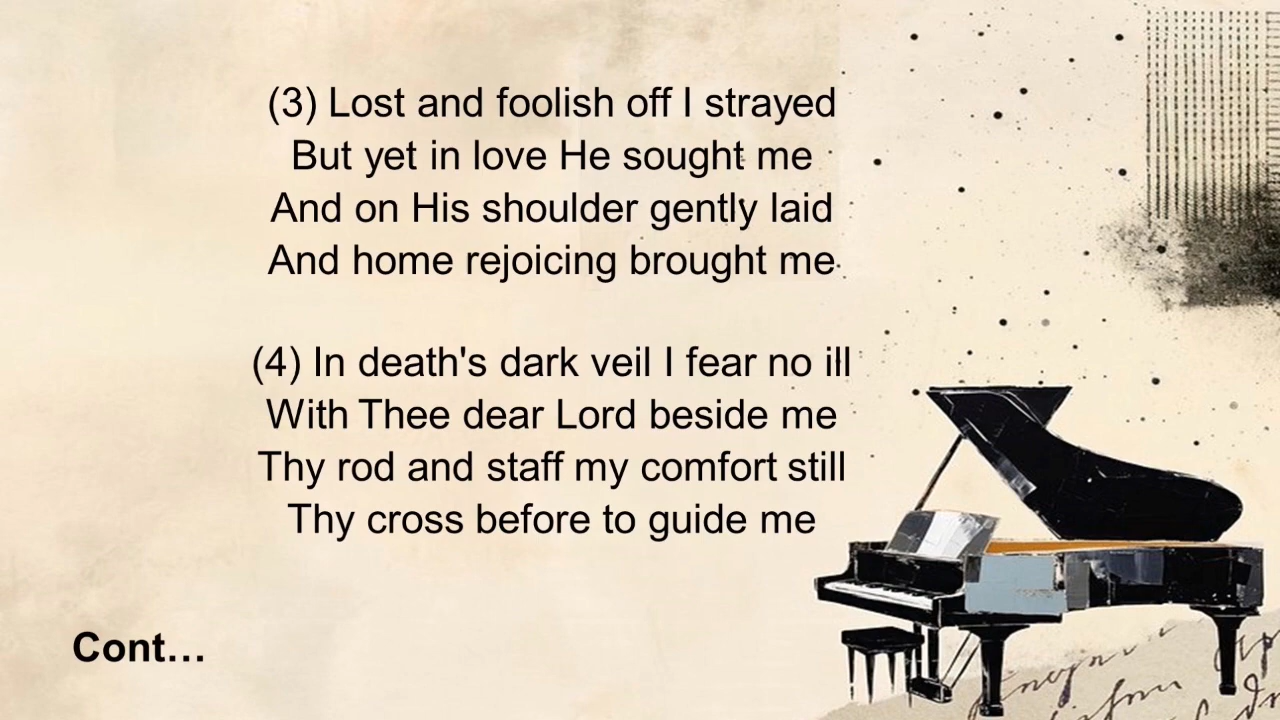 (3) Lost and foolish off I strayed
But yet in love He sought me
And on His shoulder gently laid
And home rejoicing brought me
(4) In death's dark veil I fear no ill
With Thee dear Lord beside me
Thy rod and staff my comfort still
Thy cross before to guide me
Cont…